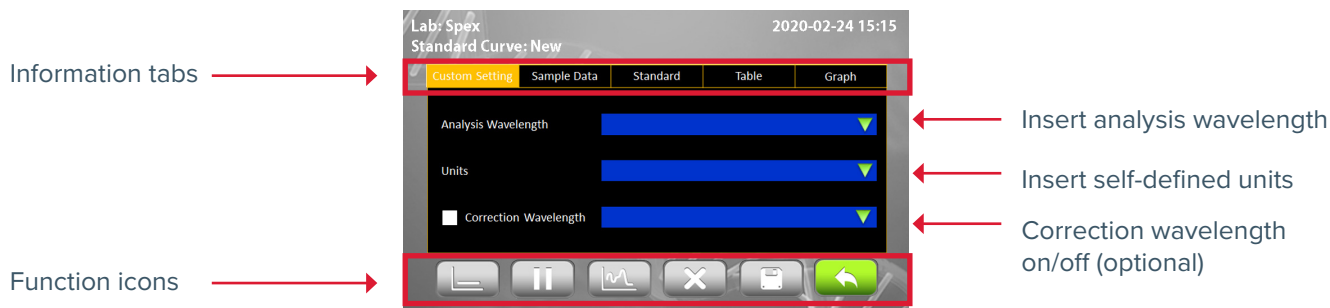 Lab: Spex
2020-02-24 15:15
Standard Curve: New
Information tabs
Custom Setting
Sample Data
Standard
Table
Graph
Analysis Wavelength
Insert analysis wavelength
Units
Insert self-defined units
Correction Wavelength
Correction wavelength
on/off (optional)
Function icons